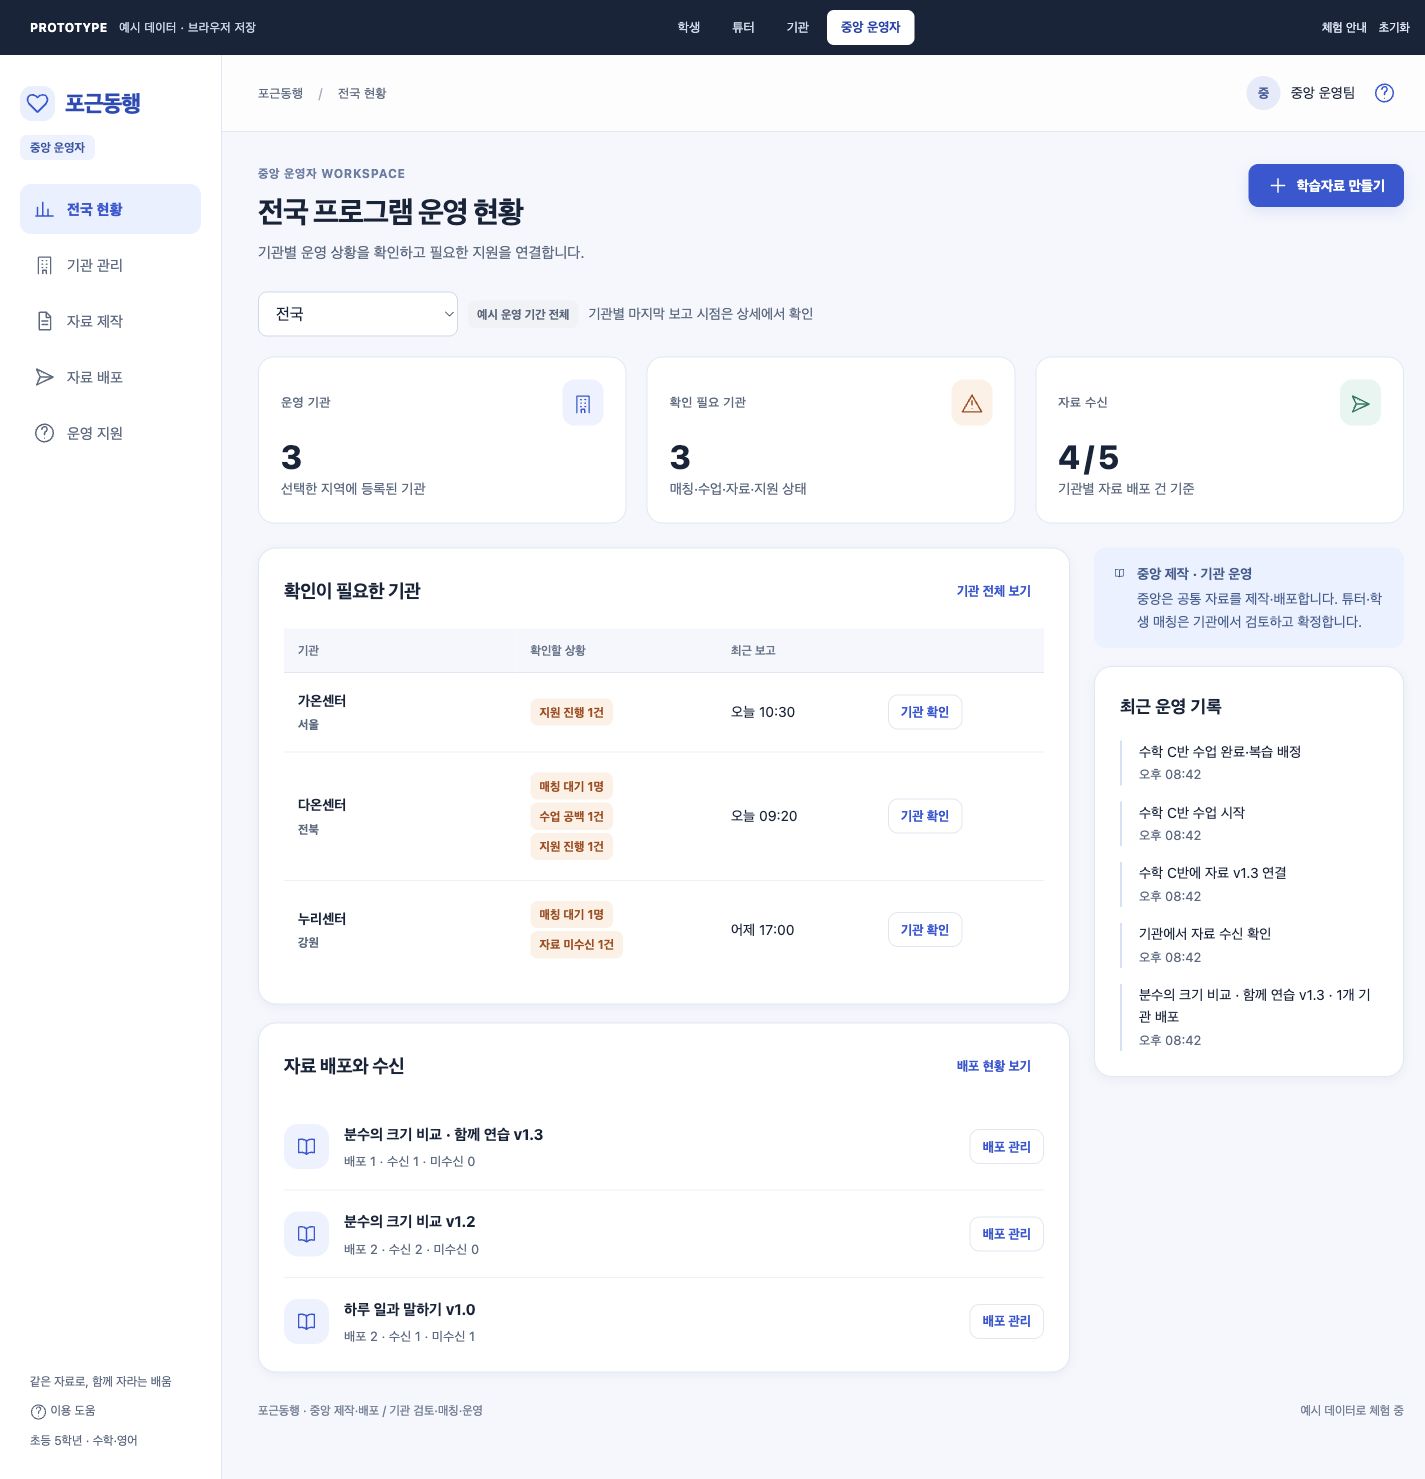 PROTOTYPE 예시 데이터 · 브라우저 저장
학생 튜터 기관 중앙 운영자
체험 안내 초기화
포근동행
중앙 운영자
전국 현황
기관 관리
자료 제작
자료 배포
운영 지원
같은 자료로, 함께 자라는 배움
이용 도움
초등 5학년 · 수학·영어
포근동행 / 전국 현황
중 중앙 운영팀
중앙 운영자 WORKSPACE
전국 프로그램 운영 현황
기관별 운영 상황을 확인하고 필요한 지원을 연결합니다.
학습자료 만들기
전국 예시 운영 기간 전체 기관별 마지막 보고 시점은 상세에서 확인
운영 기관
3
선택한 지역에 등록된 기관
확인 필요 기관
3
매칭·수업·자료·지원 상태
자료 수신
4/5
기관별 자료 배포 건 기준
확인이 필요한 기관 기관 전체 보기
기관 확인할 상황 최근 보고
가온센터
서울
지원 진행 1건
오늘 10:30
기관 확인
다온센터
전북
매칭 대기 1명
수업 공백 1건
지원 진행 1건
오늘 09:20
기관 확인
누리센터
강원
매칭 대기 1명
자료 미수신 1건
어제 17:00
기관 확인
자료 배포와 수신 배포 현황 보기
분수의 크기 비교 · 함께 연습 v1.3
배포 1 · 수신 1 · 미수신 0
배포 관리
분수의 크기 비교 v1.2
배포 2 · 수신 2 · 미수신 0
배포 관리
하루 일과 말하기 v1.0
배포 2 · 수신 1 · 미수신 1
배포 관리
중앙 제작 · 기관 운영
중앙은 공통 자료를 제작·배포합니다. 튜터·학
생 매칭은 기관에서 검토하고 확정합니다.
최근 운영 기록
수학 C반 수업 완료·복습 배정
오후 08:42
수학 C반 수업 시작
오후 08:42
수학 C반에 자료 v1.3 연결
오후 08:42
기관에서 자료 수신 확인
오후 08:42
분수의 크기 비교 · 함께 연습 v1.3 · 1개 기
관 배포
오후 08:42
포근동행 · 중앙 제작·배포 / 기관 검토·매칭·운영
예시 데이터로 체험 중